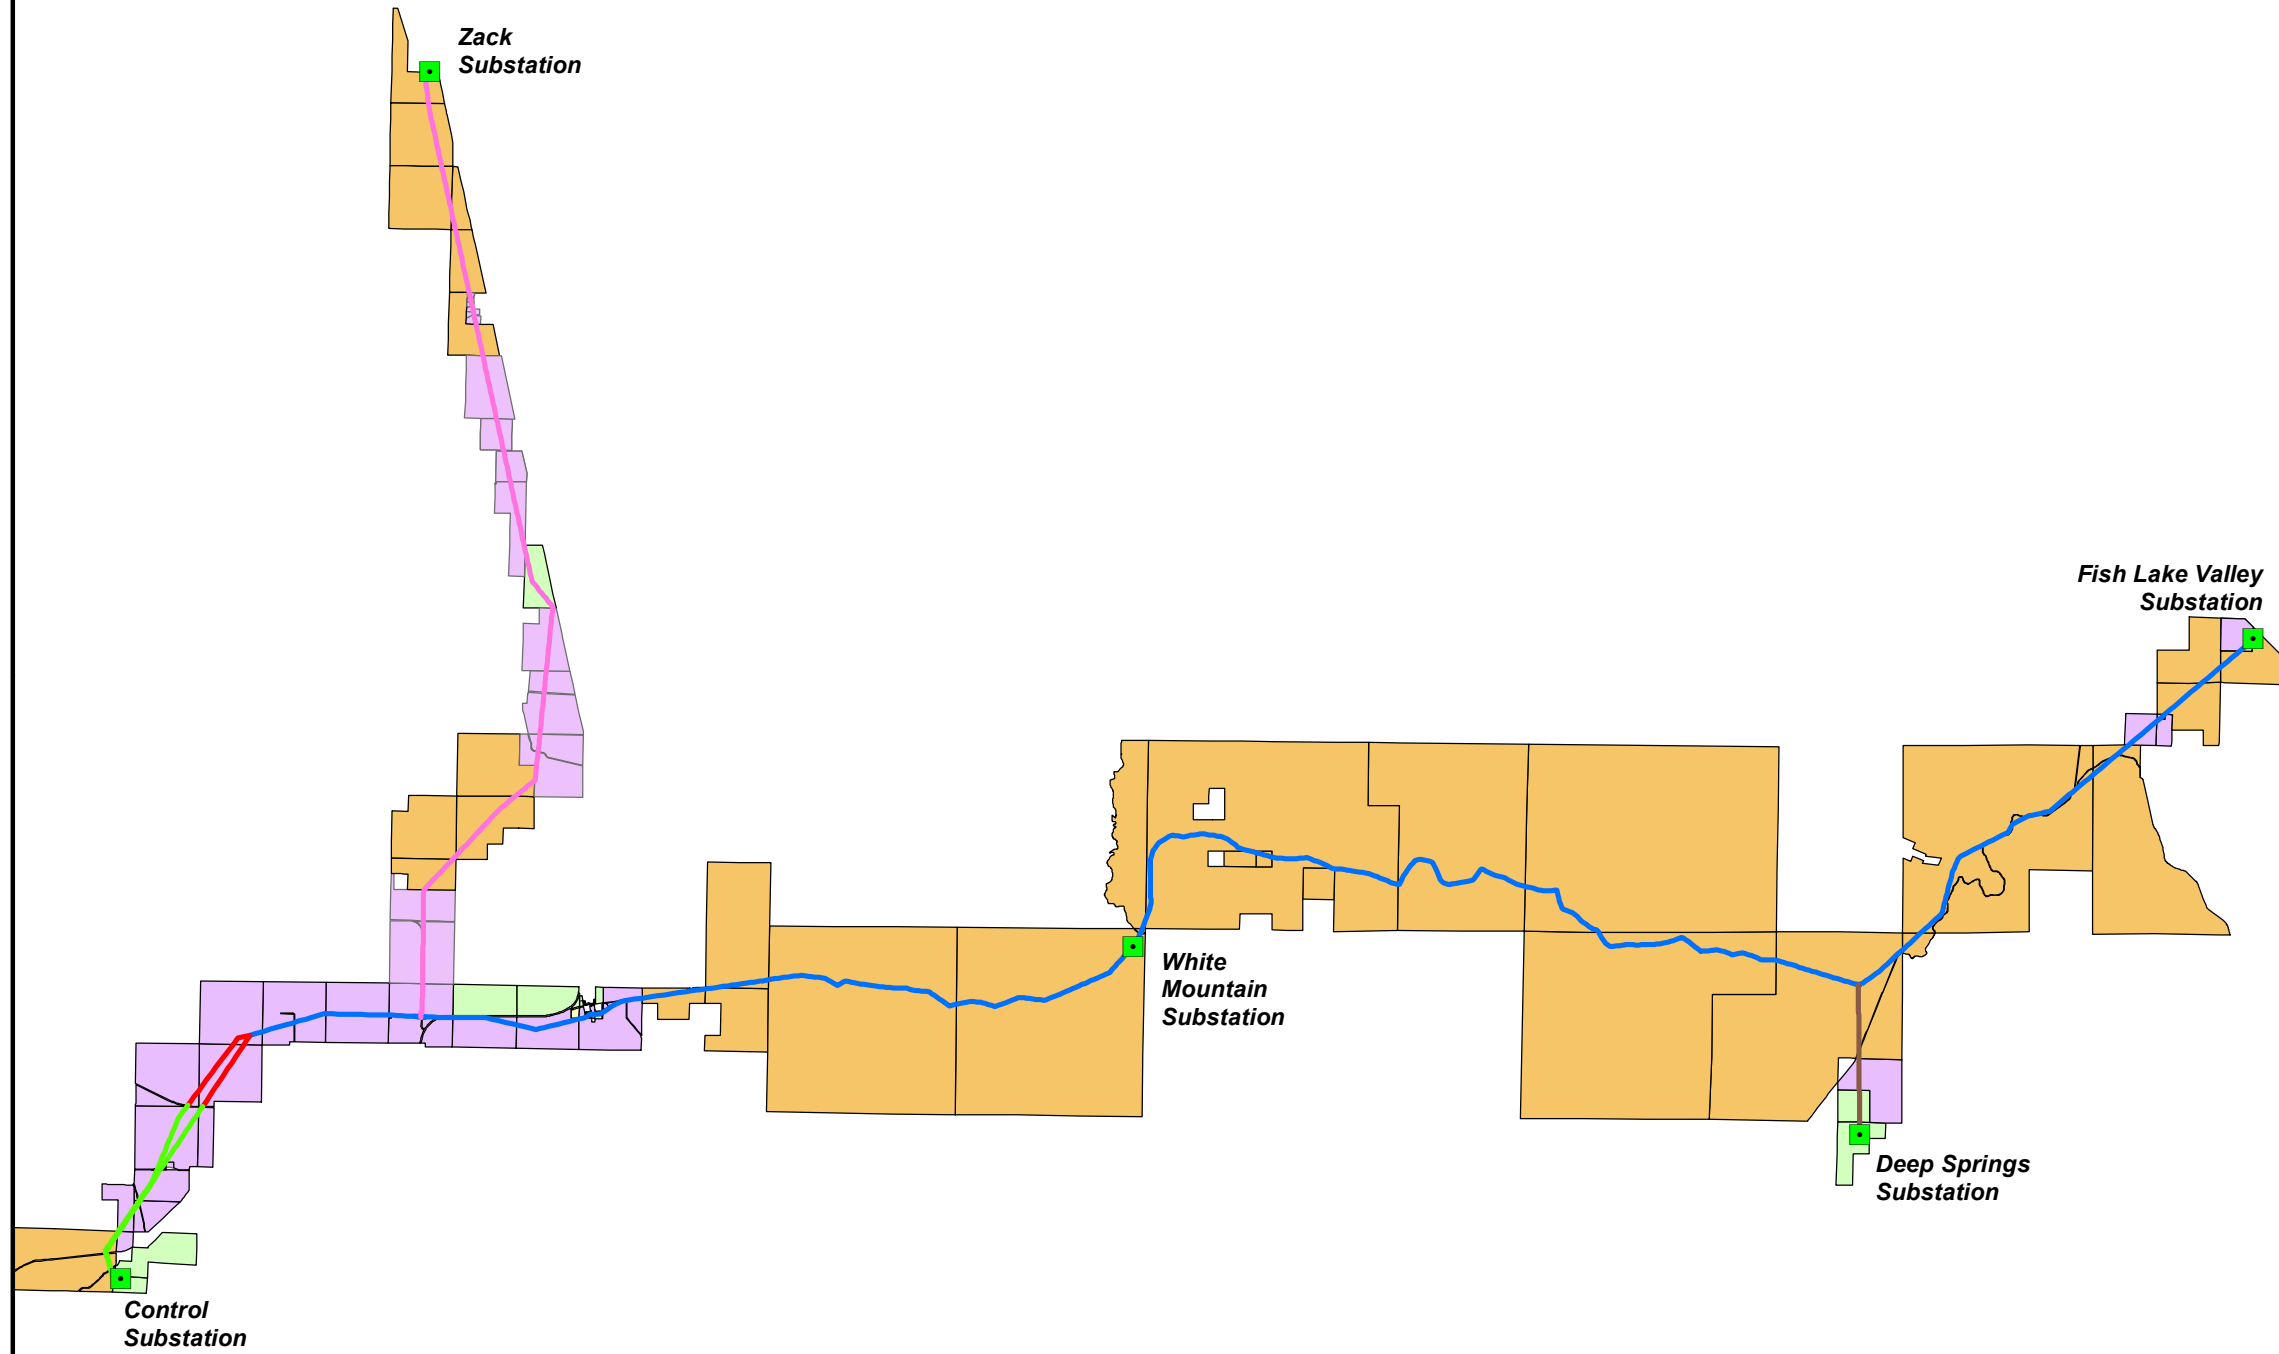 Zack
Substation
Fish Lake Valley
Substation
White
Mountain
Substation
Deep Springs
Substation
Control
Substation